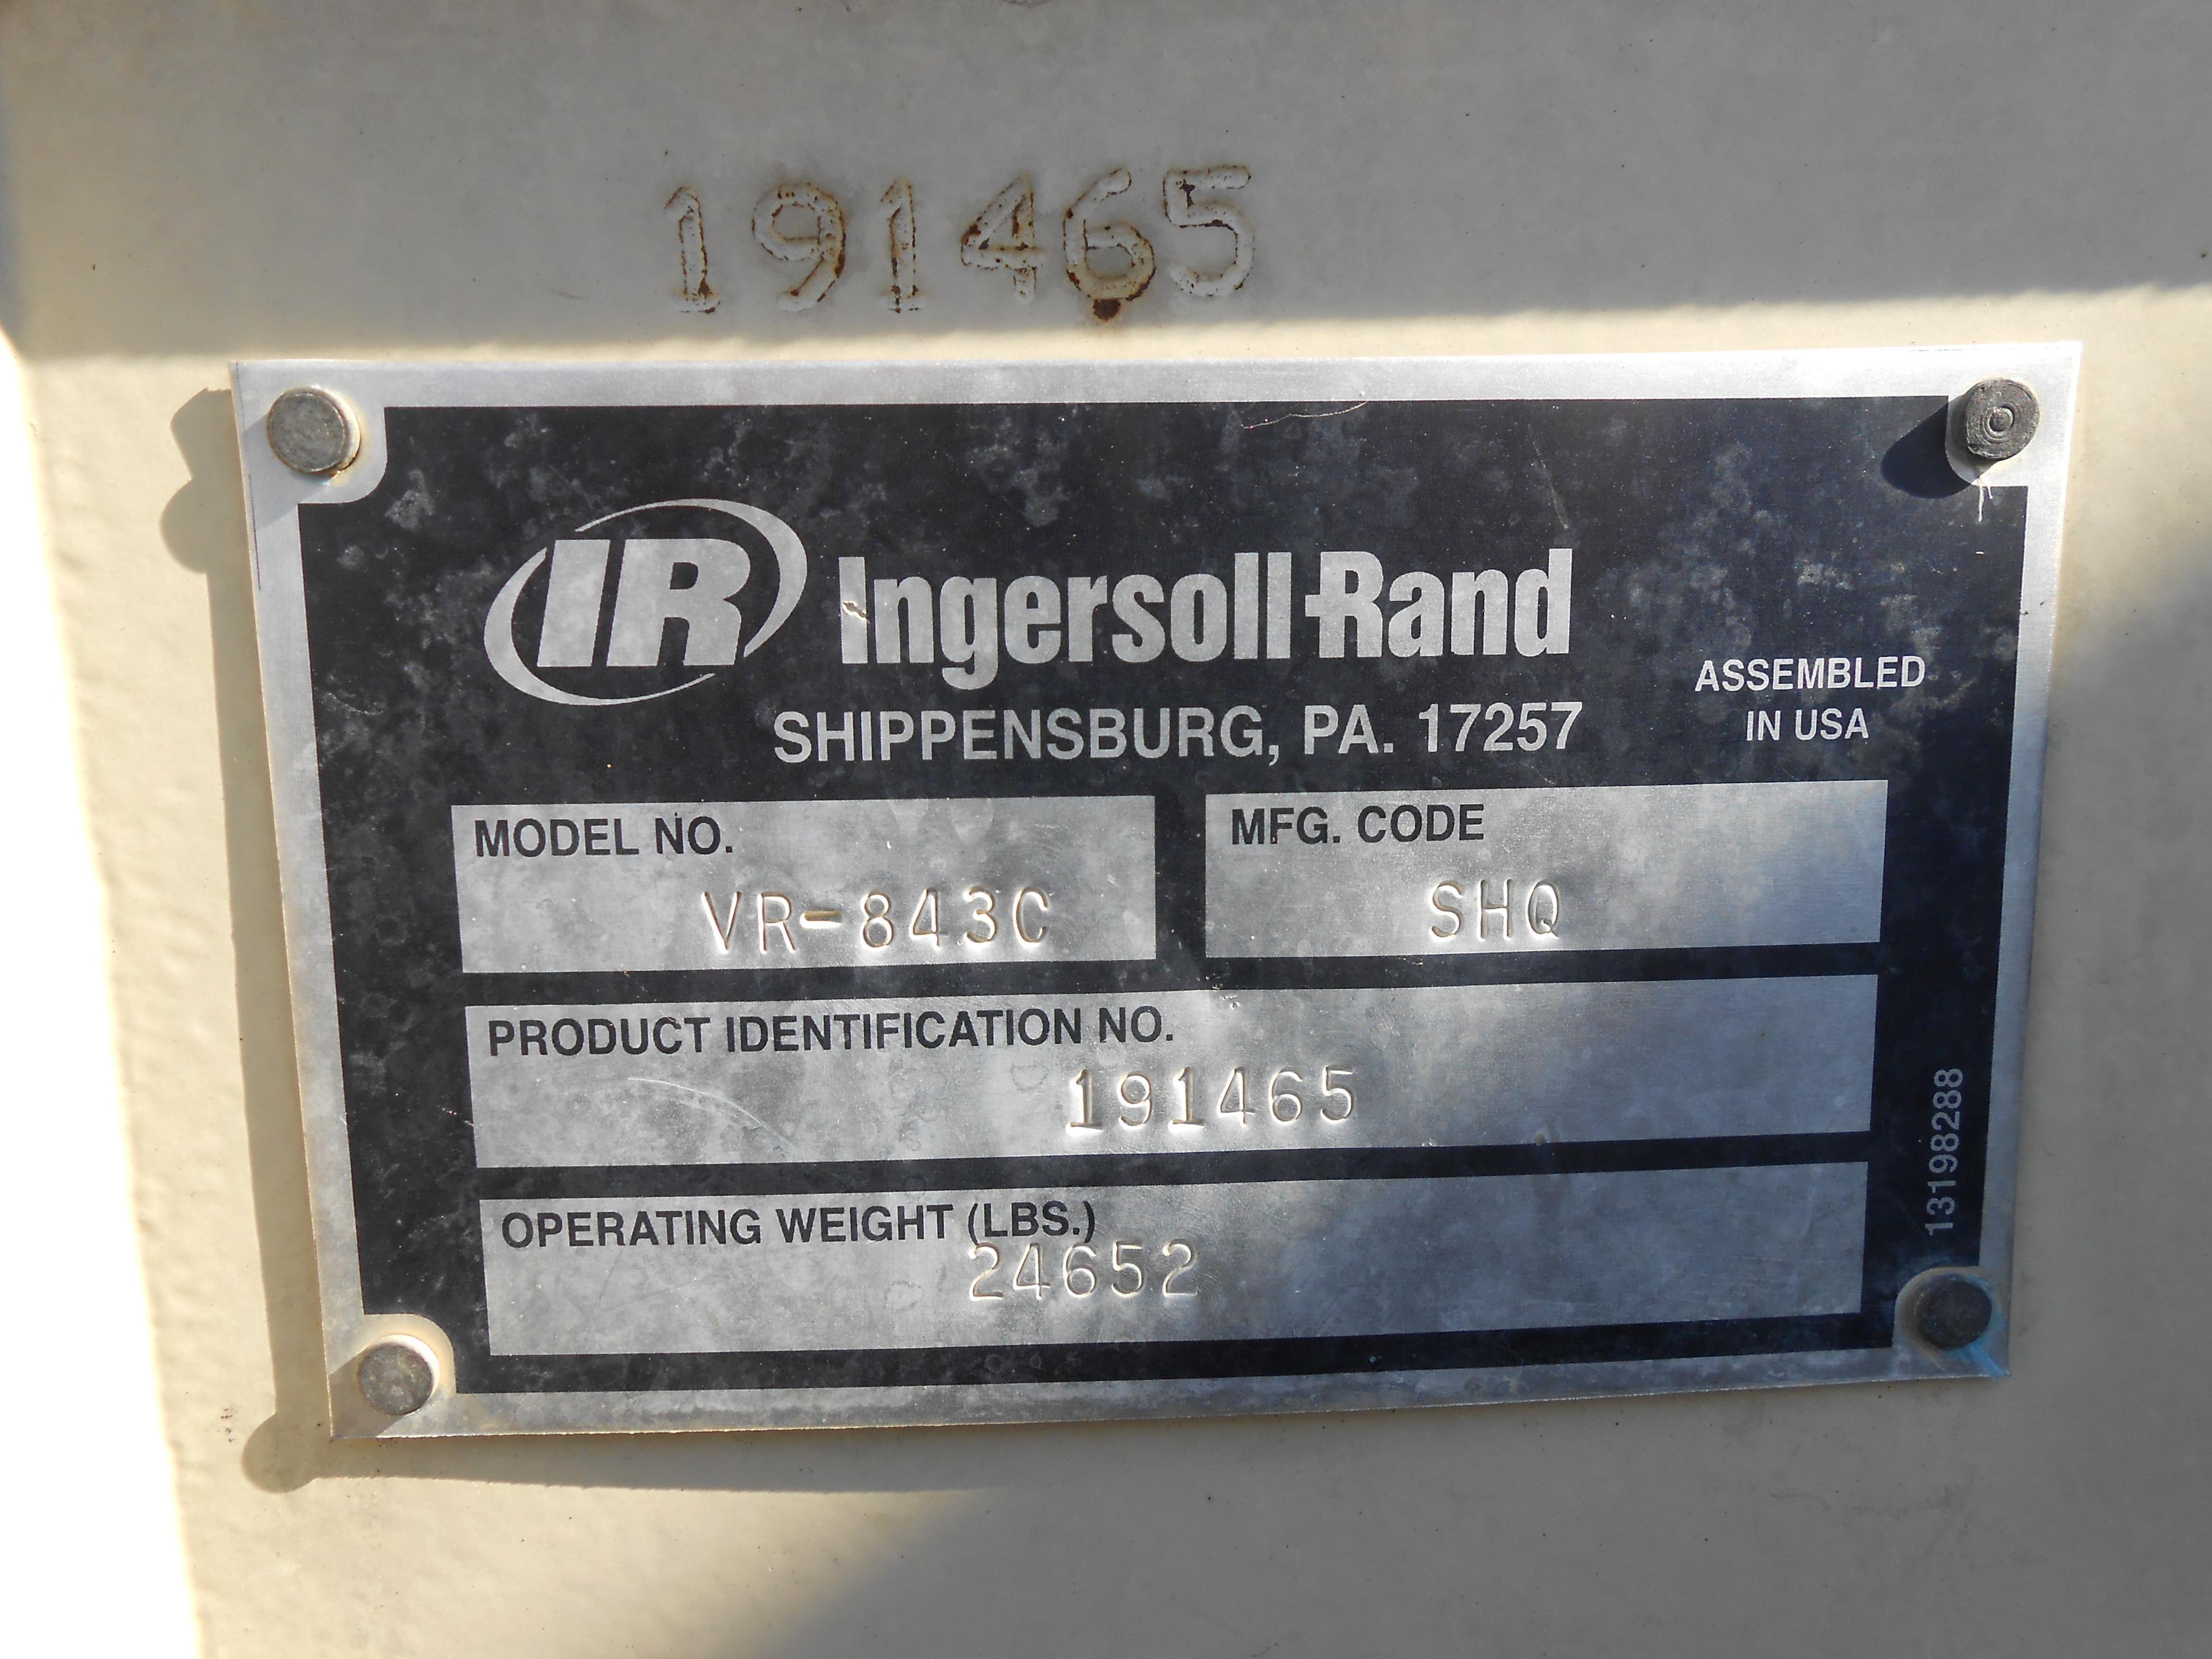 191465
IR Ingersoll-Rand
SHIPPENSBURG, PA. 17257
ASSEMBLED
IN USA
MODEL NO.
VR-843C
MFG. CODE
SHQ
PRODUCT IDENTIFICATION NO.
191465
OPERATING WEIGHT (LBS.)
24652
13198288